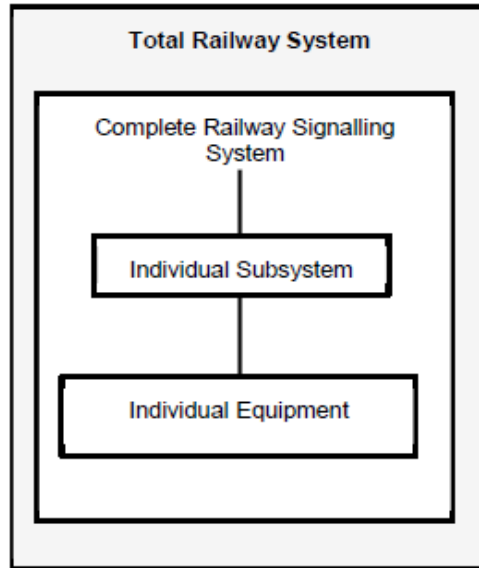 Total Railway System
Complete Railway Signalling
System
Individual Subsystem
Individual Equipment